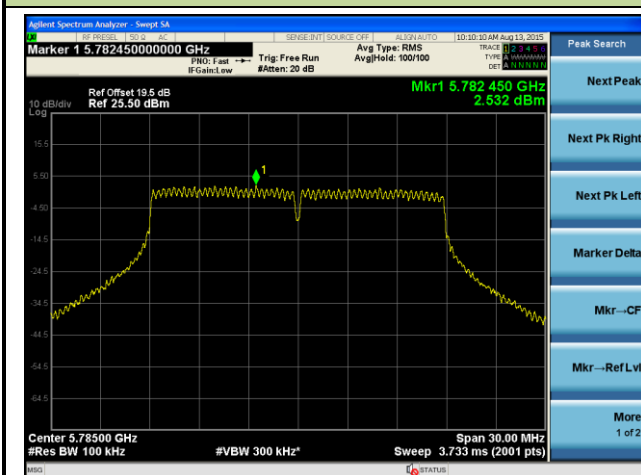 Agilent Spectrum Analyzer - Swept SA
LXI RF PRESEL 50 Ω AC SENSE:INT SOURCE OFF ALIGN AUTO 10:10:10 AM Aug 13, 2015
Marker 1 5.782450000000 GHz
PNO: Fast
IFGain:Low
Trig: Free Run
#Atten: 20 dB
Avg Type: RMS
Avg|Hold: 100/100
TRACE 1 2 3 4 5 6
TYPE A WWWWW
DET A N N N N N
Peak Search
Mkr1 5.782 450 GHz
2.532 dBm
Ref Offset 19.5 dB
10 dB/div Ref 25.50 dBm
Log
15.5
5.50
-4.50
-14.5
-24.5
-34.5
-44.5
-54.5
-64.5
1
Center 5.78500 GHz Span 30.00 MHz
#Res BW 100 kHz #VBW 300 kHz* Sweep 3.733 ms (2001 pts)
MSG STATUS
Next Peak
Next Pk Right
Next Pk Left
Marker Delta
Mkr→CF
Mkr→Ref Lvl
More
1 of 2